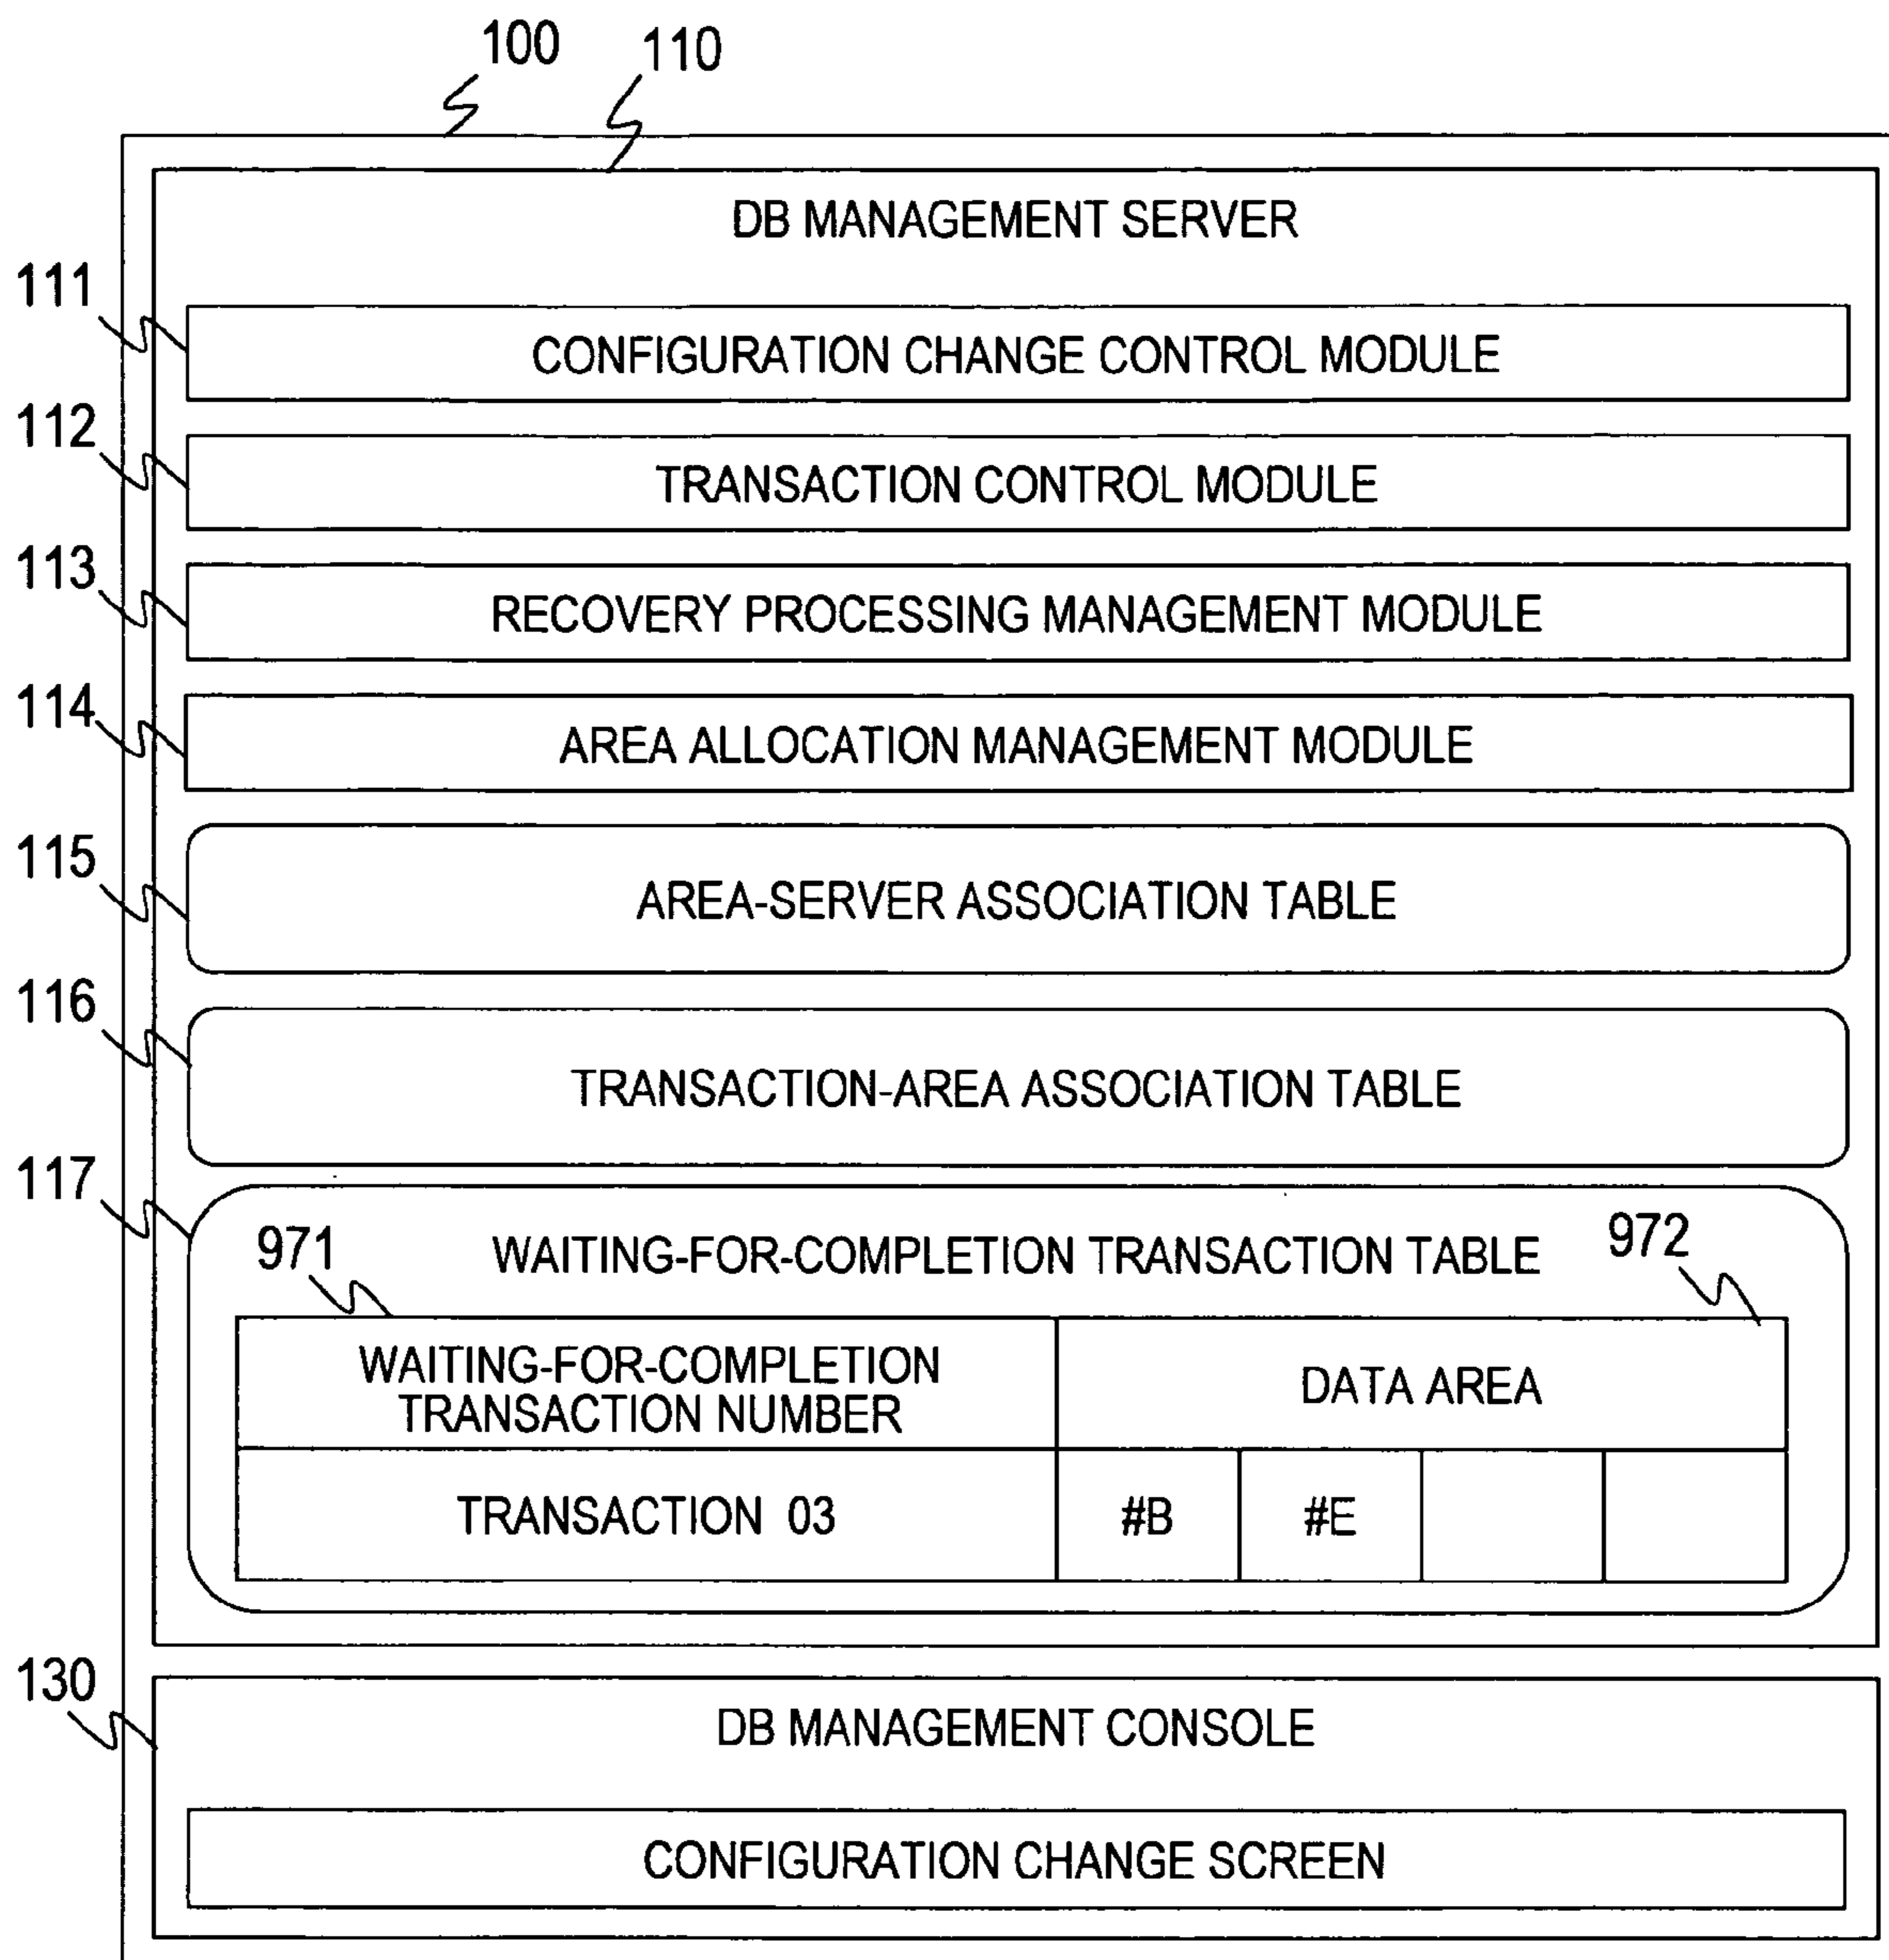 100 110
DB MANAGEMENT SERVER
111
CONFIGURATION CHANGE CONTROL MODULE
112
TRANSACTION CONTROL MODULE
113
RECOVERY PROCESSING MANAGEMENT MODULE
114
AREA ALLOCATION MANAGEMENT MODULE
115
AREA-SERVER ASSOCIATION TABLE
116
TRANSACTION-AREA ASSOCIATION TABLE
117
971 WAITING-FOR-COMPLETION TRANSACTION TABLE 972
WAITING-FOR-COMPLETION
TRANSACTION NUMBER
DATA AREA
TRANSACTION 03 #B #E
130
DB MANAGEMENT CONSOLE
CONFIGURATION CHANGE SCREEN